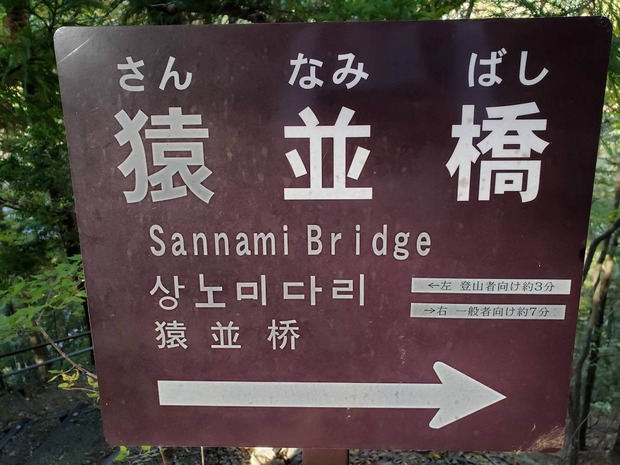 さん なみ ばし
猿並橋
Sannami Bridge
상노미다리
←左 登山者向け約3分
→右 一般者向け約7分
猿並桥